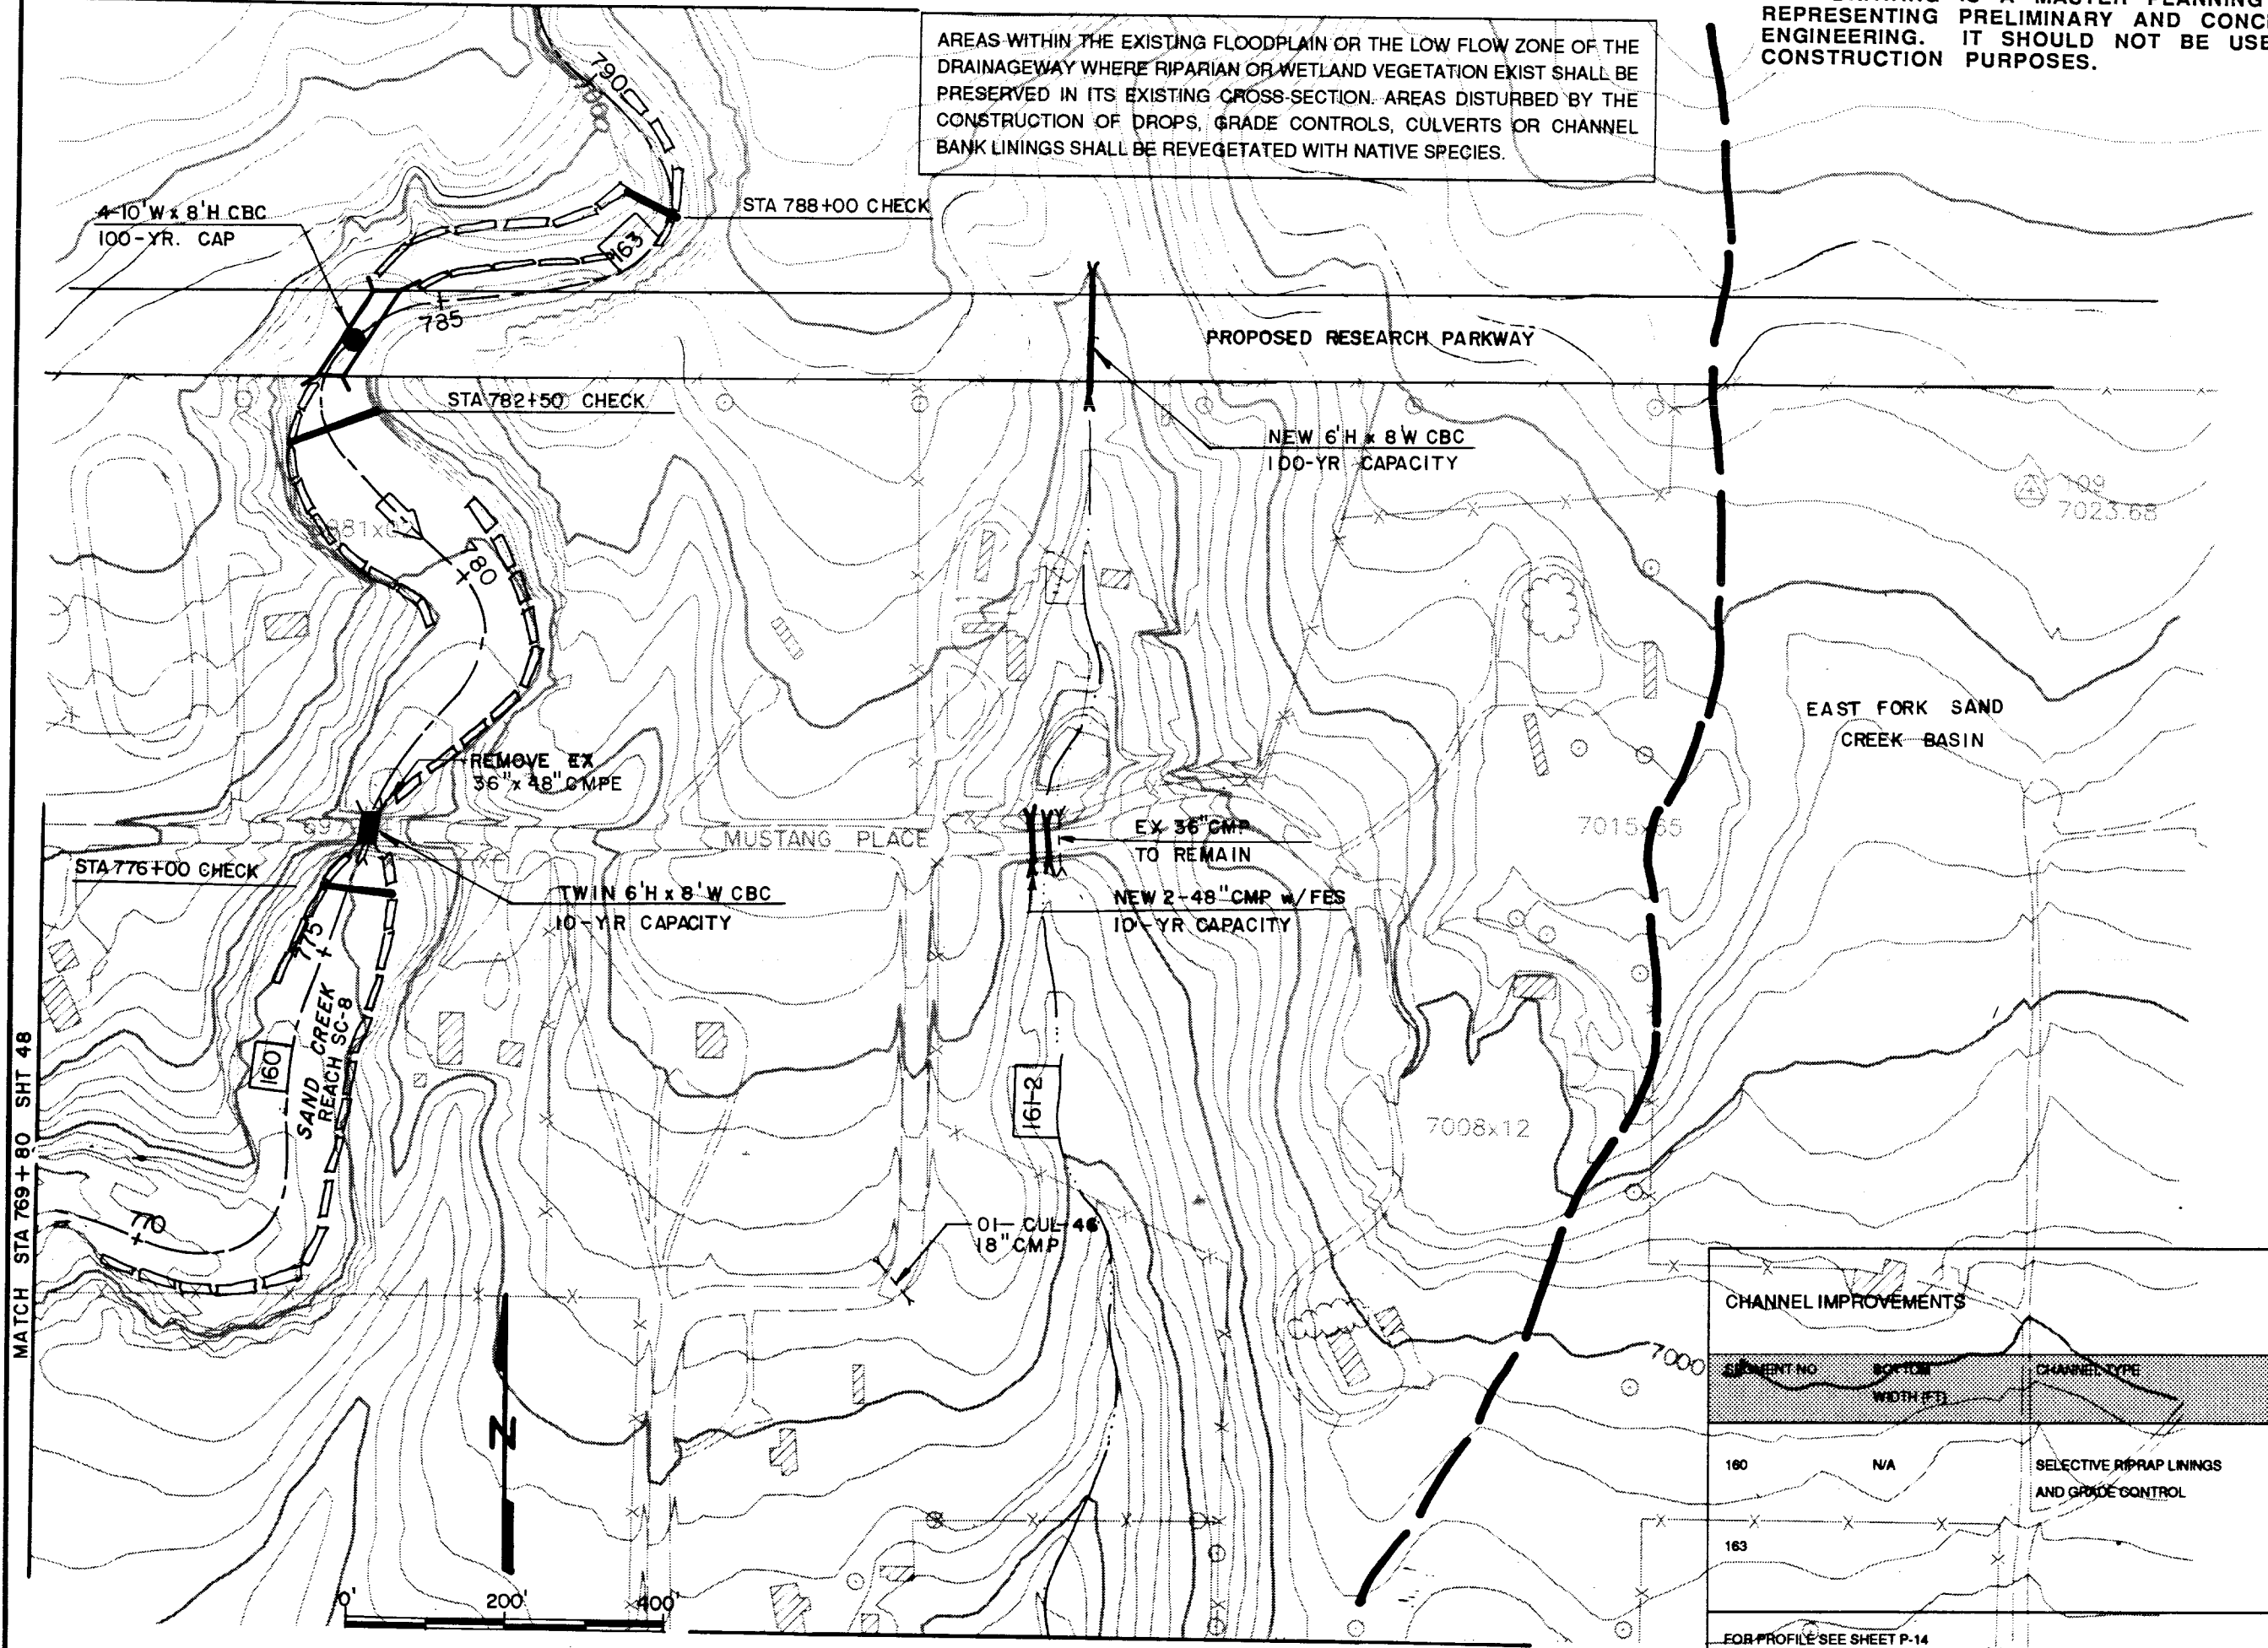 REPRESENTING PRELIMINARY AND
ENGINEERING. IT SHOULD NOT BE
CONSTRUCTION PURPOSES.
AREAS WITHIN THE EXISTING FLOODPLAIN OR THE LOW FLOW ZONE OF THE
DRAINAGEWAY WHERE RIPARIAN OR WETLAND VEGETATION EXIST SHALL BE
PRESERVED IN ITS EXISTING CROSS-SECTION. AREAS DISTURBED BY THE
CONSTRUCTION OF DROPS, GRADE CONTROLS, CULVERTS OR CHANNEL
BANK LININGS SHALL BE REVEGETATED WITH NATIVE SPECIES.
790
4-10'W x 8'H CBC
100-YR. CAP
STA 788+00 CHECK
163
785
PROPOSED RESEARCH PARKWAY
STA 782+50 CHECK
NEW 6'H x 8'W CBC
100-YR CAPACITY
109
7023.68
780
EAST FORK SAND
CREEK BASIN
REMOVE EX
36"x 48" CMPE
MUSTANG PLACE
EX 36"CMP
TO REMAIN
7015x65
STA 776+00 CHECK
TWIN 6'H x 8'W CBC
10-YR CAPACITY
NEW 2-48"CMP w/FES
10-YR CAPACITY
775
SAND CREEK
REACH SC-8
160
161-2
7008x12
MATCH STA 769+80 SHT 48
770
01-CUL-46
18"CMP
7000
N
0' 200' 400'
CHANNEL IMPROVEMENTS
SEGMENT NO BOTTOM CHANNEL TYPE
WIDTH (FT)
160 N/A SELECTIVE RIPRAP LININGS
AND GRADE CONTROL
163
FOR PROFILE SEE SHEET P-14